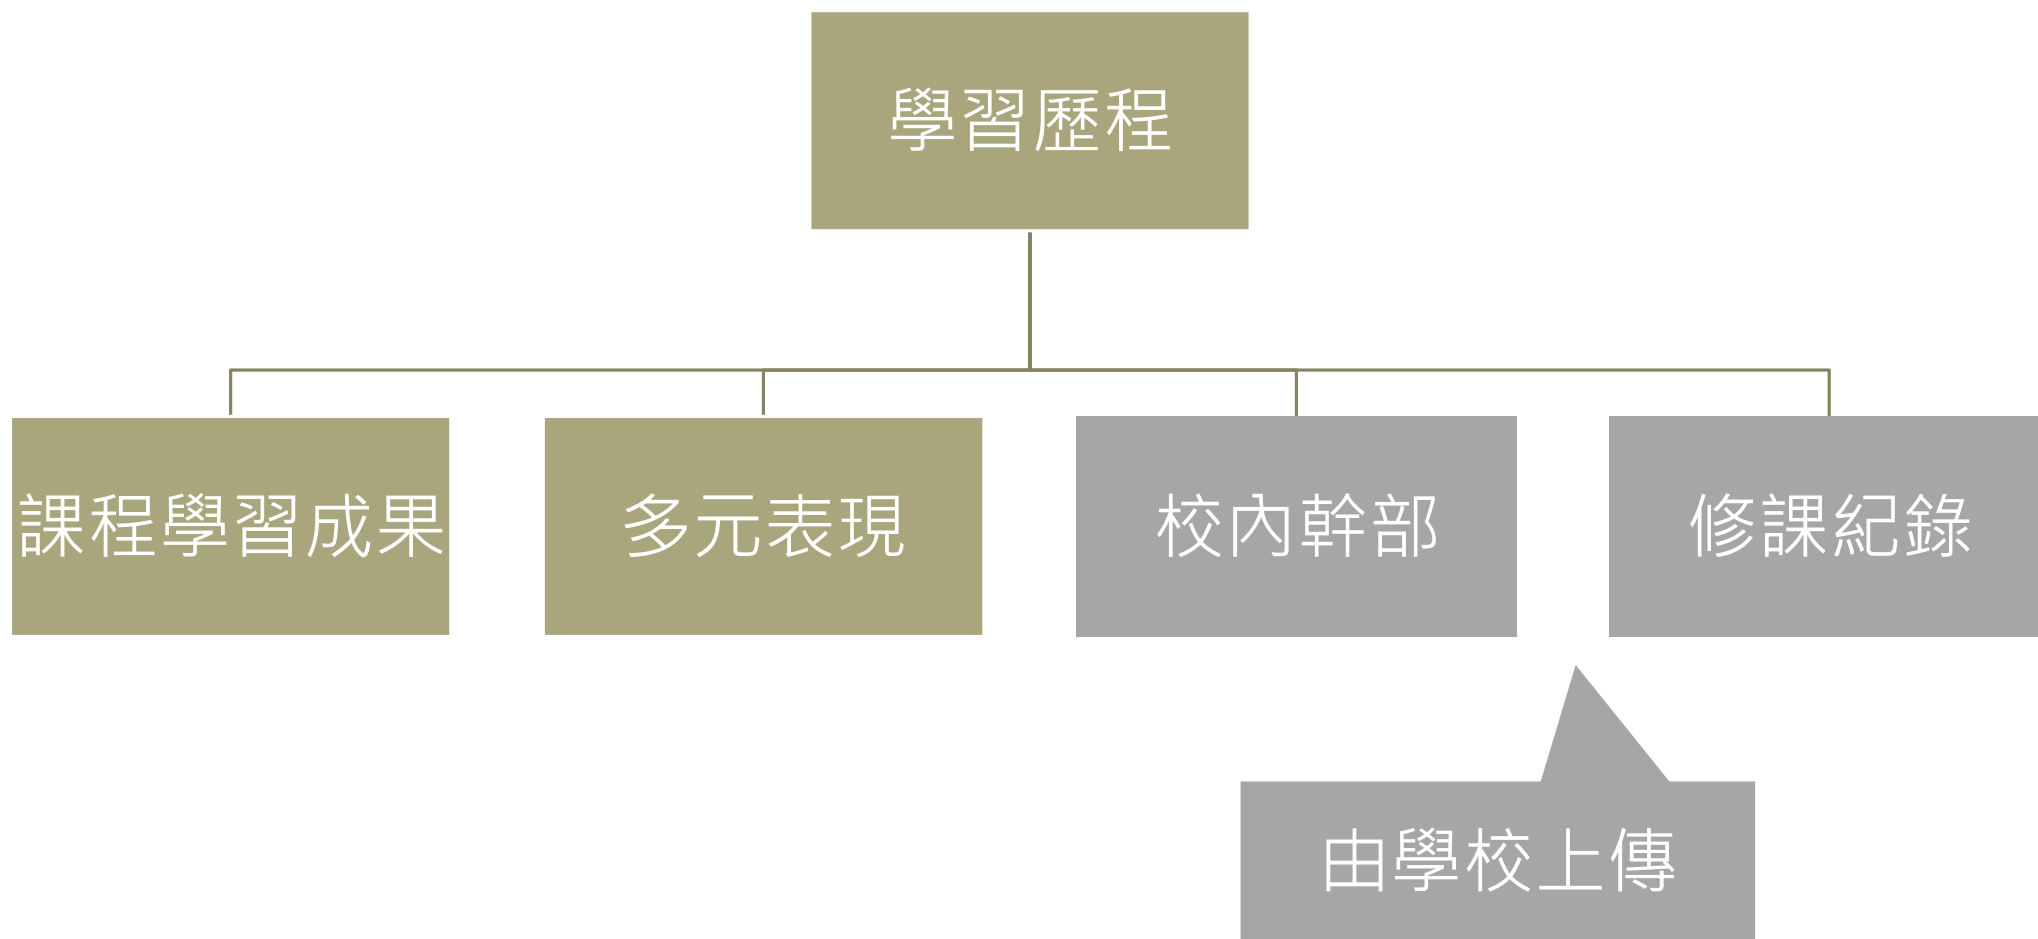 學習歷程
課程學習成果
多元表現
校內幹部
修課紀錄
由學校上傳